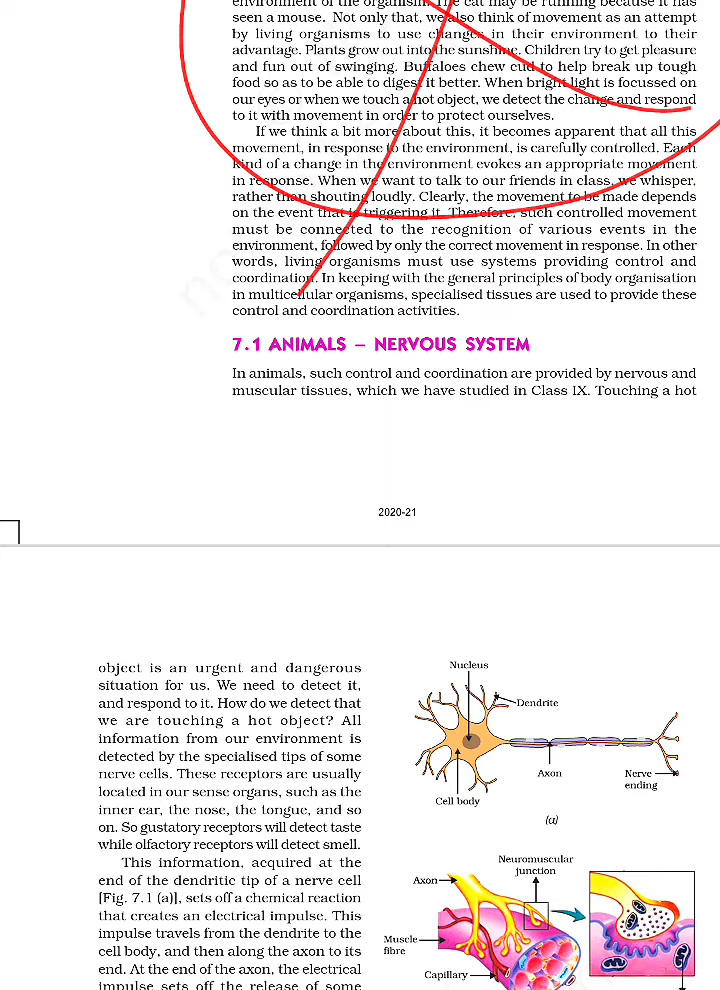 environment of the organism. The cat may be running because it has
seen a mouse. Not only that, we also think of movement as an attempt
by living organisms to use changes in their environment to their
advantage. Plants grow out into the sunshine. Children try to get pleasure
and fun out of swinging. Buffaloes chew cud to help break up tough
food so as to be able to digest it better. When bright light is focussed on
our eyes or when we touch a hot object, we detect the change and respond
to it with movement in order to protect ourselves.
If we think a bit more about this, it becomes apparent that all this
movement, in response to the environment, is carefully controlled. Each
kind of a change in the environment evokes an appropriate movement
in response. When we want to talk to our friends in class, we whisper,
rather than shouting loudly. Clearly, the movement to be made depends
on the event that is triggering it. Therefore, such controlled movement
must be connected to the recognition of various events in the
environment, followed by only the correct movement in response. In other
words, living organisms must use systems providing control and
coordination. In keeping with the general principles of body organisation
in multicellular organisms, specialised tissues are used to provide these
control and coordination activities.
7.1 ANIMALS – NERVOUS SYSTEM
In animals, such control and coordination are provided by nervous and
muscular tissues, which we have studied in Class IX. Touching a hot
2020-21
object is an urgent and dangerous
situation for us. We need to detect it,
and respond to it. How do we detect that
we are touching a hot object? All
information from our environment is
detected by the specialised tips of some
nerve cells. These receptors are usually
located in our sense organs, such as the
inner ear, the nose, the tongue, and so
on. So gustatory receptors will detect taste
while olfactory receptors will detect smell.
This information, acquired at the
end of the dendritic tip of a nerve cell
[Fig. 7.1 (a)], sets off a chemical reaction
that creates an electrical impulse. This
impulse travels from the dendrite to the
cell body, and then along the axon to its
end. At the end of the axon, the electrical
impulse sets off the release of some
Nucleus
Dendrite
Axon
Nerve
ending
Cell body
(a)
Neuromuscular
junction
Axon
Muscle
fibre
Capillary